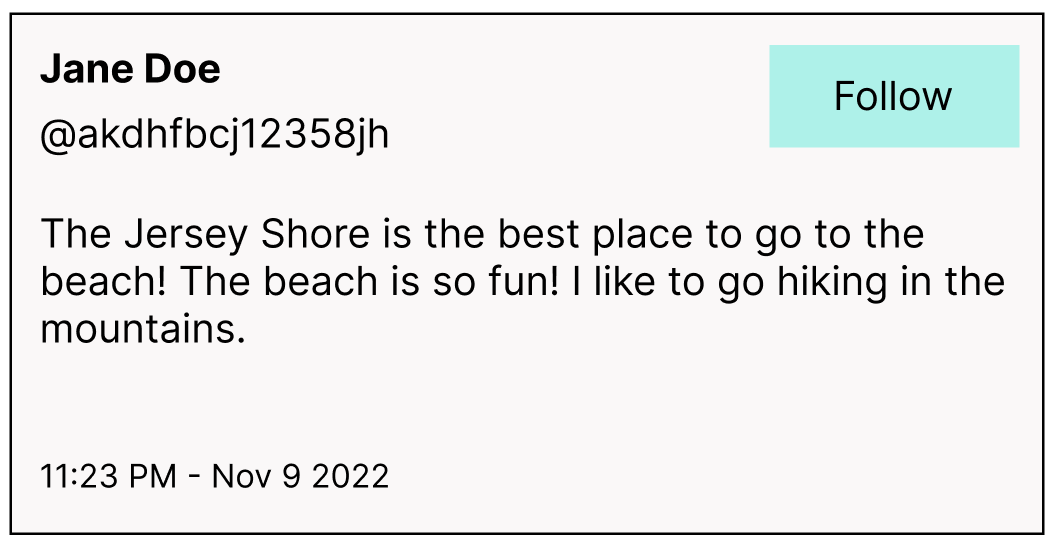 Jane Doe
Follow
@akdhfbcj12358jh
The Jersey Shore is the best place to go to the
beach! The beach is so fun! I like to go hiking in the
mountains.
11:23 PM - Nov 9 2022